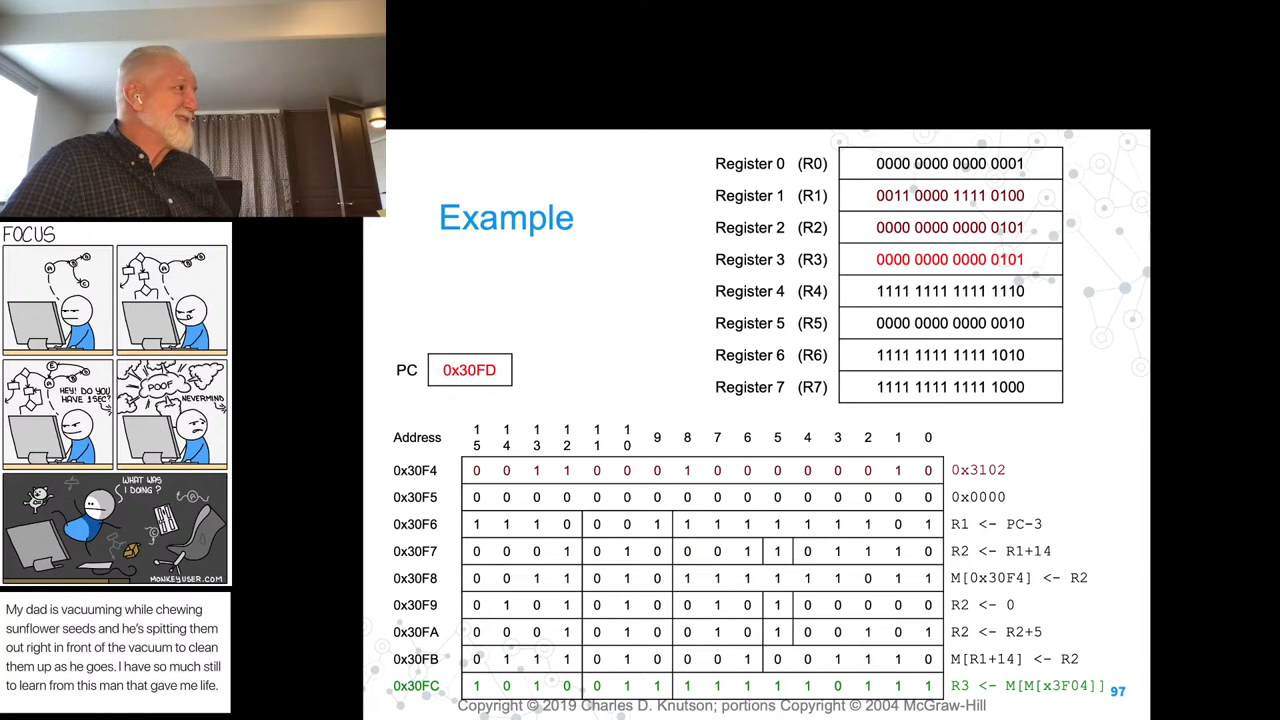 FOCUS
HEY! DO YOU
HAVE 1 SEC?
POOF
NEVERMIND
WHAT WAS
I DOING?
MONKEYUSER.COM
My dad is vacuuming while chewing
sunflower seeds and he's spitting them
out right in front of the vacuum to clean
them up as he goes. I have so much still
to learn from this man that gave me life.
Example
Register 0 (R0) 0000 0000 0000 0001
Register 1 (R1) 0011 0000 1111 0100
Register 2 (R2) 0000 0000 0000 0101
Register 3 (R3) 0000 0000 0000 0101
Register 4 (R4) 1111 1111 1111 1110
Register 5 (R5) 0000 0000 0000 0010
Register 6 (R6) 1111 1111 1111 1010
Register 7 (R7) 1111 1111 1111 1000
PC 0x30FD
Address 15 14 13 12 11 10 9 8 7 6 5 4 3 2 1 0
0x30F4 0 0 1 1 0 0 0 1 0 0 0 0 0 0 1 0 0x3102
0x30F5 0 0 0 0 0 0 0 0 0 0 0 0 0 0 0 0 0x0000
0x30F6 1 1 1 0 0 0 1 1 1 1 1 1 1 1 0 1 R1 <- PC-3
0x30F7 0 0 0 1 0 1 0 0 0 1 1 0 1 1 1 0 R2 <- R1+14
0x30F8 0 0 1 1 0 1 0 1 1 1 1 1 1 0 1 1 M[0x30F4] <- R2
0x30F9 0 1 0 1 0 1 0 0 1 0 1 0 0 0 0 0 R2 <- 0
0x30FA 0 0 0 1 0 1 0 0 1 0 1 0 0 1 0 1 R2 <- R2+5
0x30FB 0 1 1 1 0 1 0 0 0 1 0 0 1 1 1 0 M[R1+14] <- R2
0x30FC 1 0 1 0 0 1 1 1 1 1 1 1 0 1 1 1 R3 <- M[M[x3F04]]
97
Copyright © 2019 Charles D. Knutson; portions Copyright © 2004 McGraw-Hill